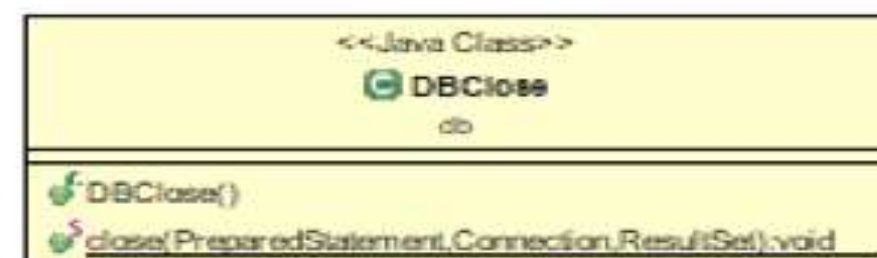 <<Java Class>>
DBClose
db
DBClose()
close(PreparedStatement,Connection,ResultSet):void